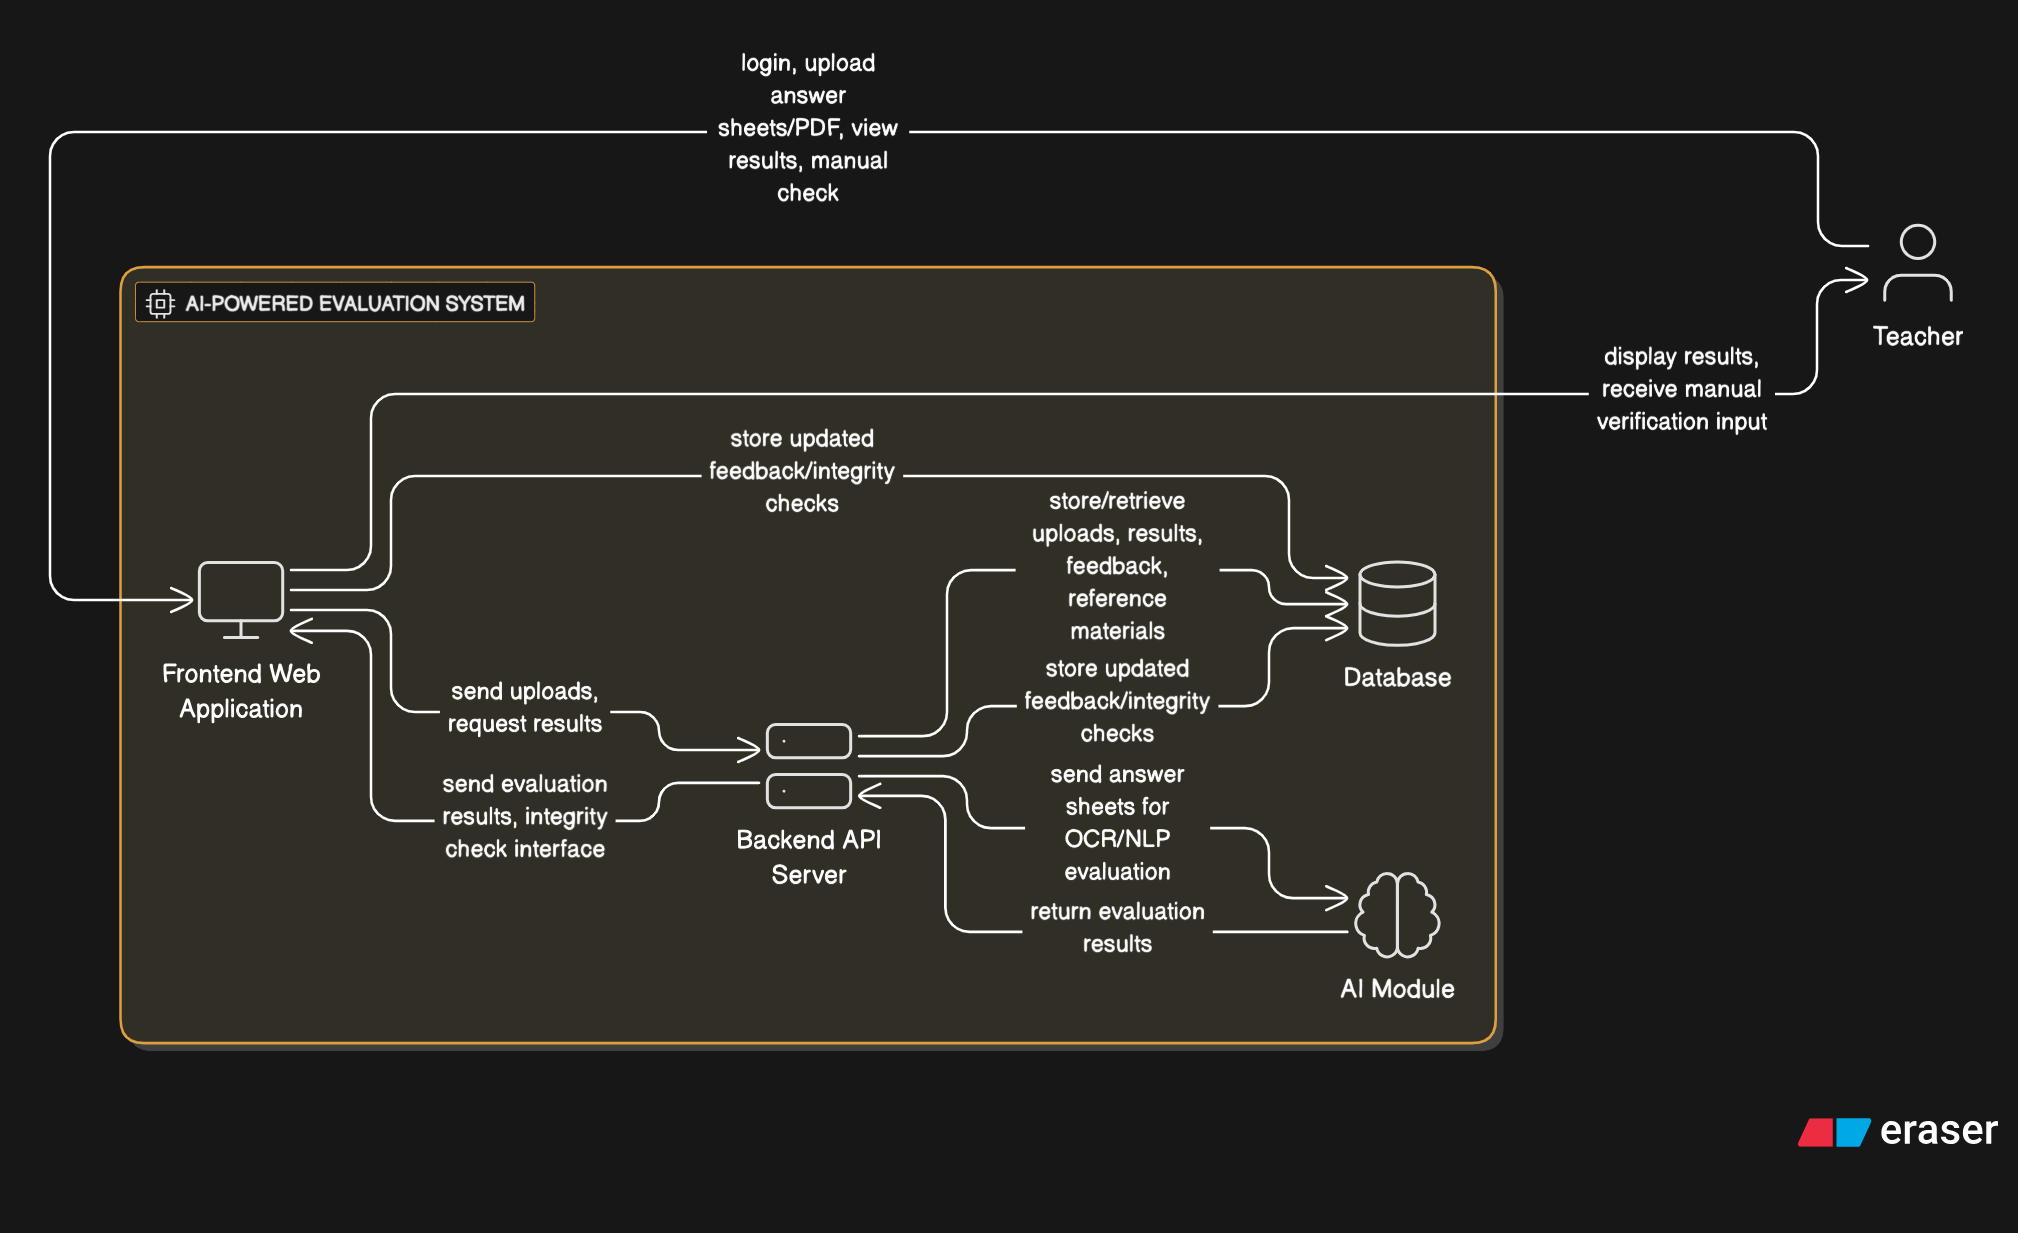 login, upload
answer
sheets/PDF, view
results, manual
check
Teacher
AI-POWERED EVALUATION SYSTEM
display results,
receive manual
verification input
store updated
feedback/integrity
checks
store/retrieve
uploads, results,
feedback,
reference
materials
Frontend Web
Application
Database
store updated
feedback/integrity
checks
send uploads,
request results
send evaluation
results, integrity
check interface
Backend API
Server
send answer
sheets for
OCR/NLP
evaluation
return evaluation
results
AI Module
eraser